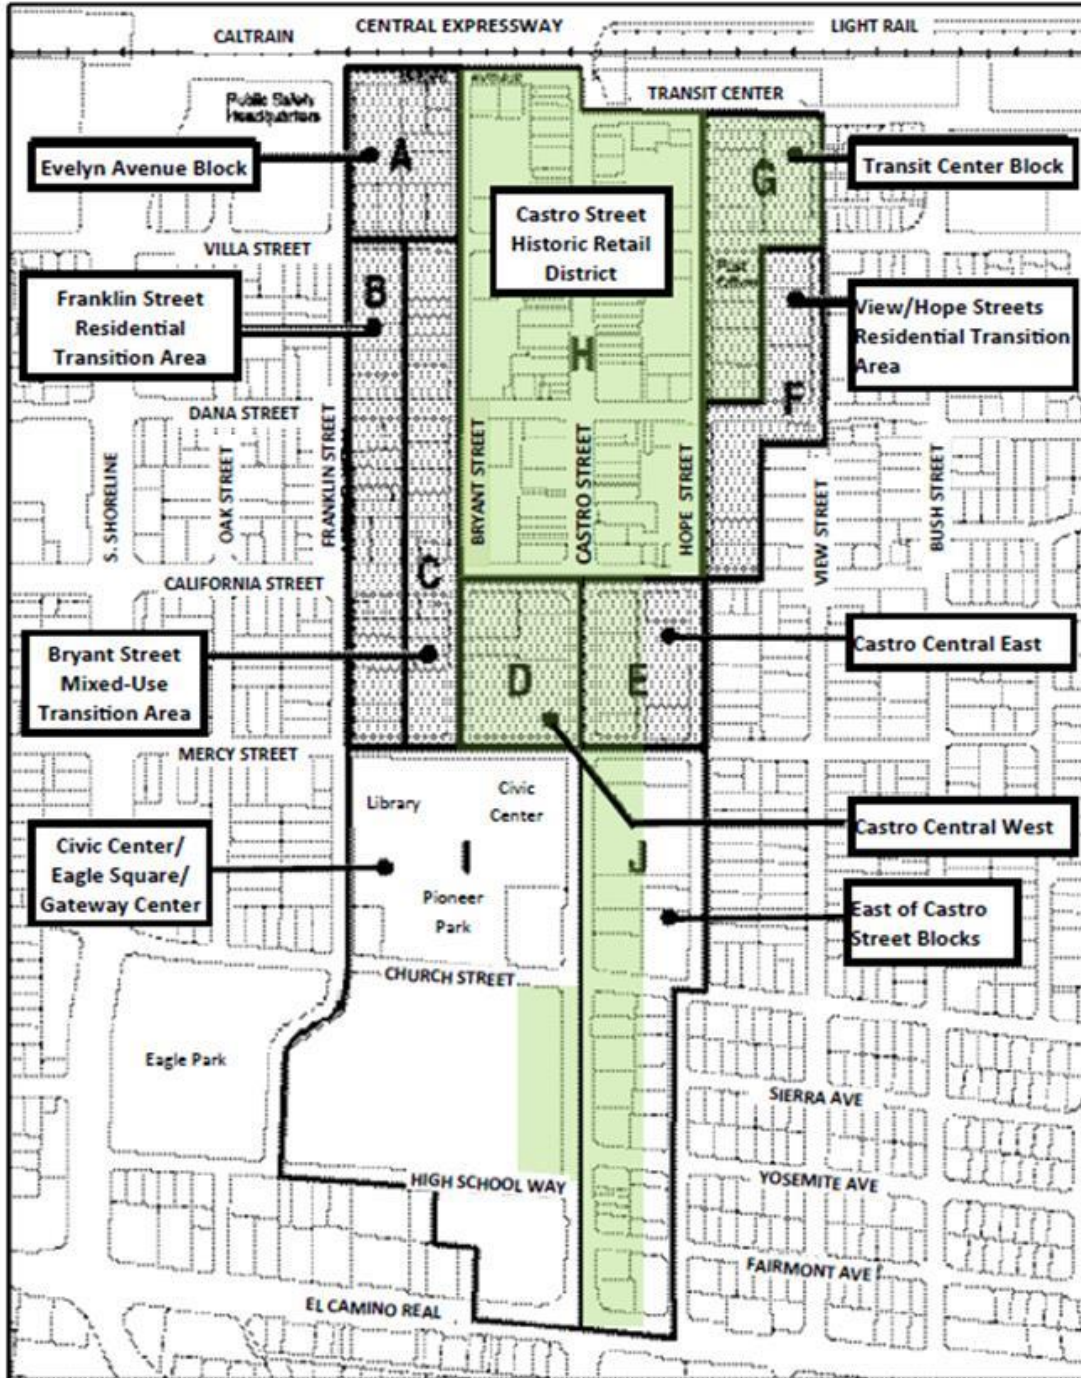 CENTRAL EXPRESSWAY
LIGHT RAIL
CALTRAIN
AVENUE
TRANSIT CENTER
Public Safety
Headquarters
Evelyn Avenue Block
A
G
Transit Center Block
Castro Street
Historic Retail
District
VILLA STREET
Post
Office
Franklin Street
Residential
Transition Area
B
View/Hope Streets
Residential Transition
Area
H
F
DANA STREET
S. SHORELINE
OAK STREET
FRANKLIN STREET
BRYANT STREET
CASTRO STREET
HOPE STREET
VIEW STREET
BUSH STREET
C
CALIFORNIA STREET
Bryant Street
Mixed-Use
Transition Area
D
E
Castro Central East
MERCY STREET
Library
Civic
Center
Castro Central West
Civic Center/
Eagle Square/
Gateway Center
I
J
Pioneer
Park
East of Castro
Street Blocks
CHURCH STREET
Eagle Park
SIERRA AVE
HIGH SCHOOL WAY
YOSEMITE AVE
FAIRMONT AVE
EL CAMINO REAL